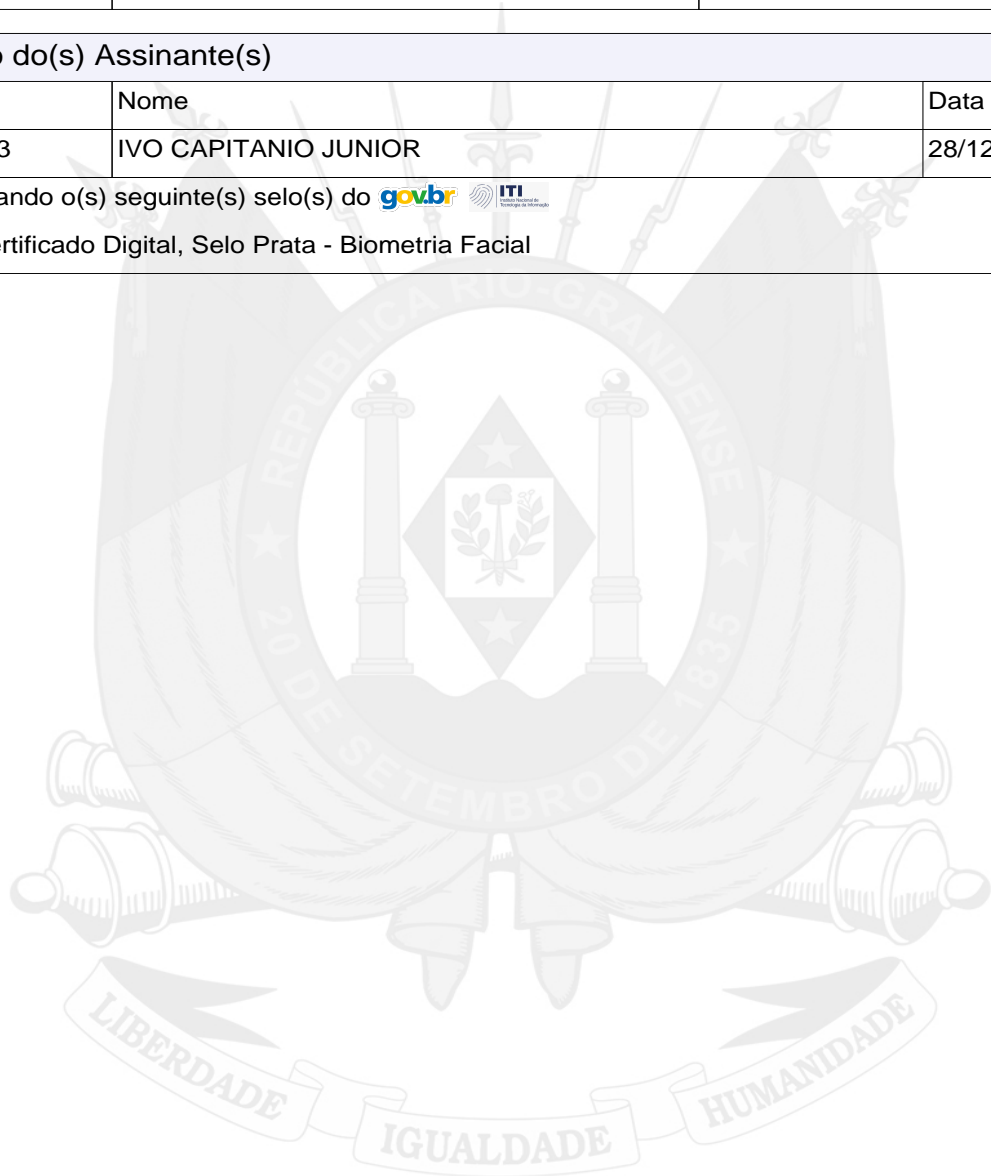 o do(s) Assinante(s)
Nome Data
3 IVO CAPITANIO JUNIOR 28/12
ando o(s) seguinte(s) selo(s) do gov.br ITI
rtificado Digital, Selo Prata - Biometria Facial
REPÚBLICA RIO-GRANDENSE
20 DE SETEMBRO DE 1835
LIBERDADE IGUALDADE HUMANIDADE